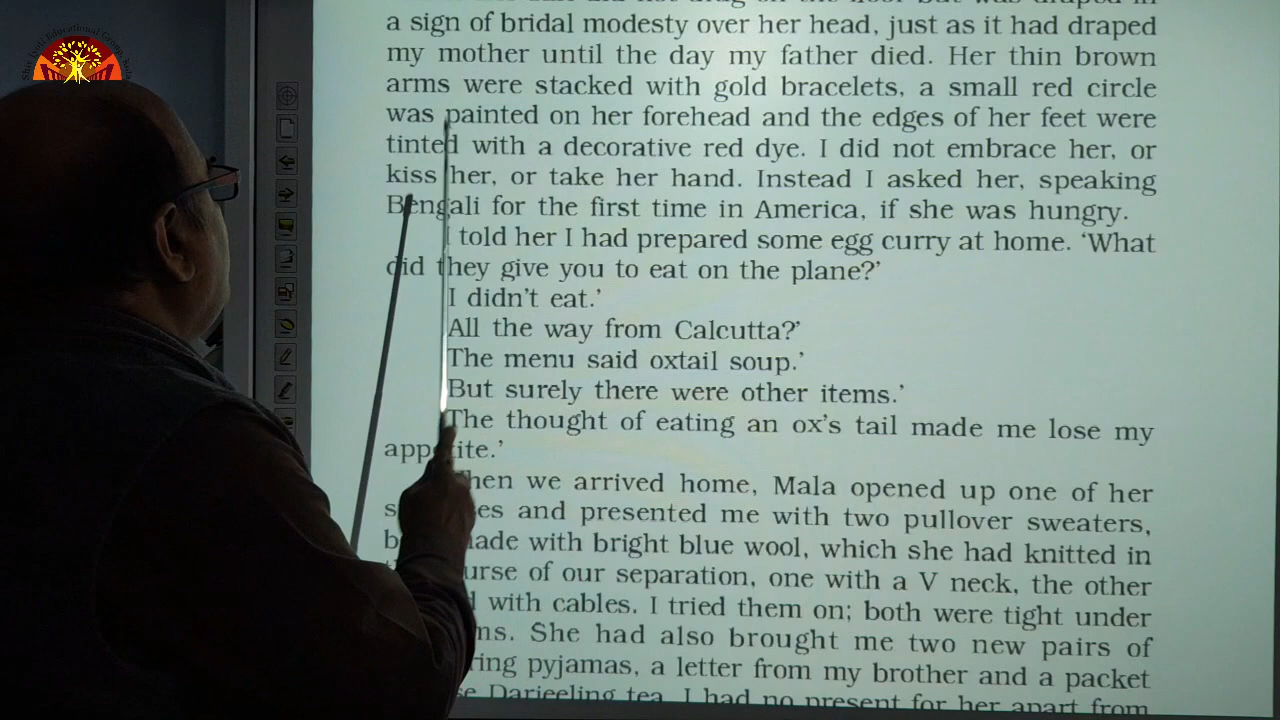 a sign of bridal modesty over her head, just as it had draped
my mother until the day my father died. Her thin brown
arms were stacked with gold bracelets, a small red circle
was painted on her forehead and the edges of her feet were
tinted with a decorative red dye. I did not embrace her, or
kiss her, or take her hand. Instead I asked her, speaking
Bengali for the first time in America, if she was hungry.
I told her I had prepared some egg curry at home. ‘What
did they give you to eat on the plane?’
I didn’t eat.’
All the way from Calcutta?’
The menu said oxtail soup.’
But surely there were other items.’
The thought of eating an ox’s tail made me lose my
appetite.’
When we arrived home, Mala opened up one of her
and presented me with two pullover sweaters,
made with bright blue wool, which she had knitted in
course of our separation, one with a V neck, the other
with cables. I tried them on; both were tight under
She had also brought me two new pairs of
pyjamas, a letter from my brother and a packet
Darjeeling tea. I had no present for her apart from